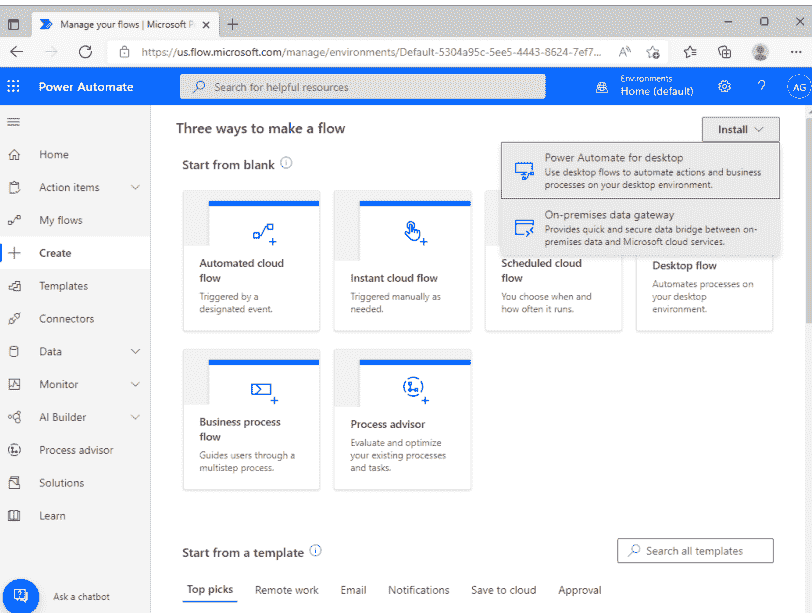 Manage your flows | Microsoft P
https://us.flow.microsoft.com/manage/environments/Default-5304a95c-5ee5-4443-8624-7ef7...
Power Automate
Search for helpful resources
Environments
Home (default)
?
AG
Home
Action items
My flows
Create
Templates
Connectors
Data
Monitor
AI Builder
Process advisor
Solutions
Learn
Ask a chatbot
Three ways to make a flow
Install
Power Automate for desktop
Use desktop flows to automate actions and business
processes on your desktop environment.
On-premises data gateway
Provides quick and secure data bridge between on-
premises data and Microsoft cloud services.
Start from blank
Automated cloud
flow
Triggered by a
designated event.
Instant cloud flow
Triggered manually as
needed.
Scheduled cloud
flow
You choose when and
how often it runs.
Desktop flow
Automates processes on
your desktop
environment.
Business process
flow
Guides users through a
multistep process.
Process advisor
Evaluate and optimize
your existing processes
and tasks.
Start from a template
Search all templates
Top picks
Remote work
Email
Notifications
Save to cloud
Approval